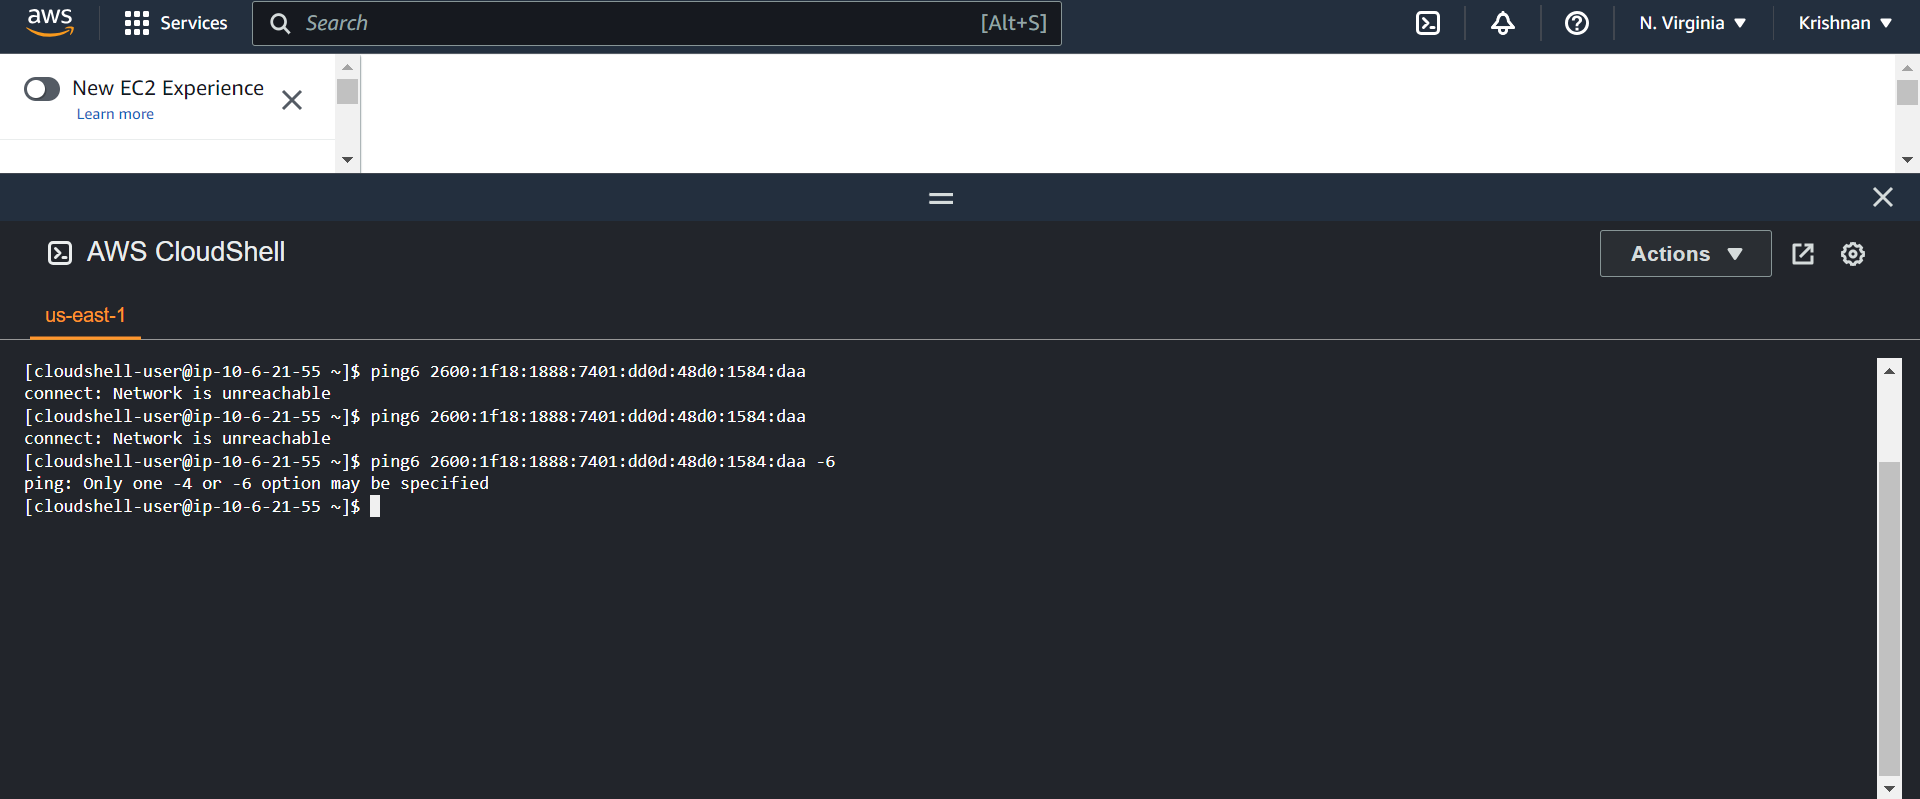 aws
Services
Search
[Alt+S]
N. Virginia
Krishnan
New EC2 Experience
Learn more
AWS CloudShell
Actions
us-east-1
[cloudshell-user@ip-10-6-21-55 ~]$ ping6 2600:1f18:1888:7401:dd0d:48d0:1584:daa
connect: Network is unreachable
[cloudshell-user@ip-10-6-21-55 ~]$ ping6 2600:1f18:1888:7401:dd0d:48d0:1584:daa
connect: Network is unreachable
[cloudshell-user@ip-10-6-21-55 ~]$ ping6 2600:1f18:1888:7401:dd0d:48d0:1584:daa -6
ping: Only one -4 or -6 option may be specified
[cloudshell-user@ip-10-6-21-55 ~]$